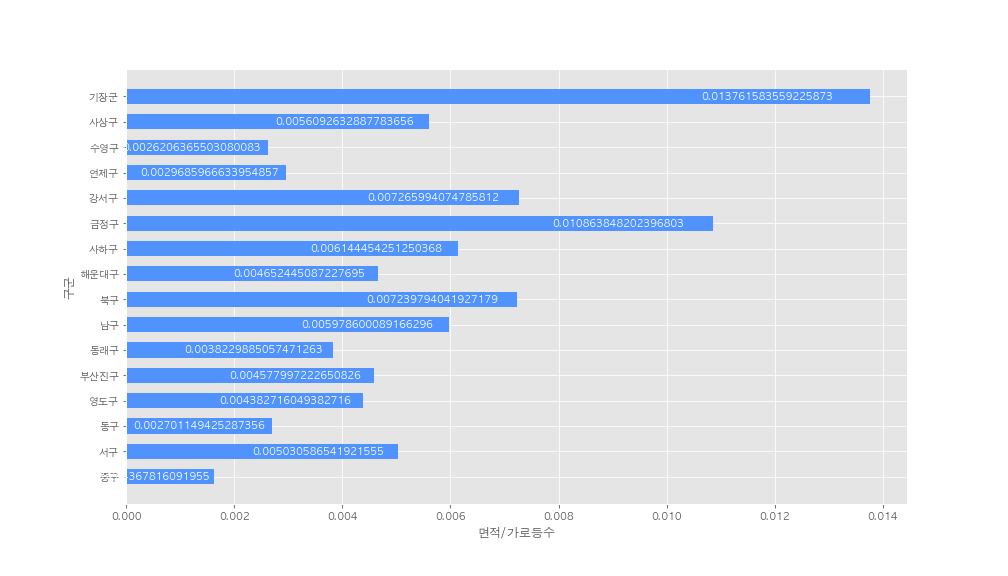 기장군 0.013761583559225873
사상구 0.0056092632887783656
수영구 0.0026206365503080083
연제구 0.0029685966633954857
강서구 0.007265994074785812
금정구 0.010863848202396803
사하구 0.006144454251250368
해운대구 0.004652445087227695
북구 0.007239794041927179
남구 0.005978600089166296
동래구 0.0038229885057471263
부산진구 0.004577997222650826
영도구 0.004382716049382716
동구 0.002701149425287356
서구 0.005030586541921555
중구 367816091955
구군
0.000 0.002 0.004 0.006 0.008 0.010 0.012 0.014
면적/가로등수